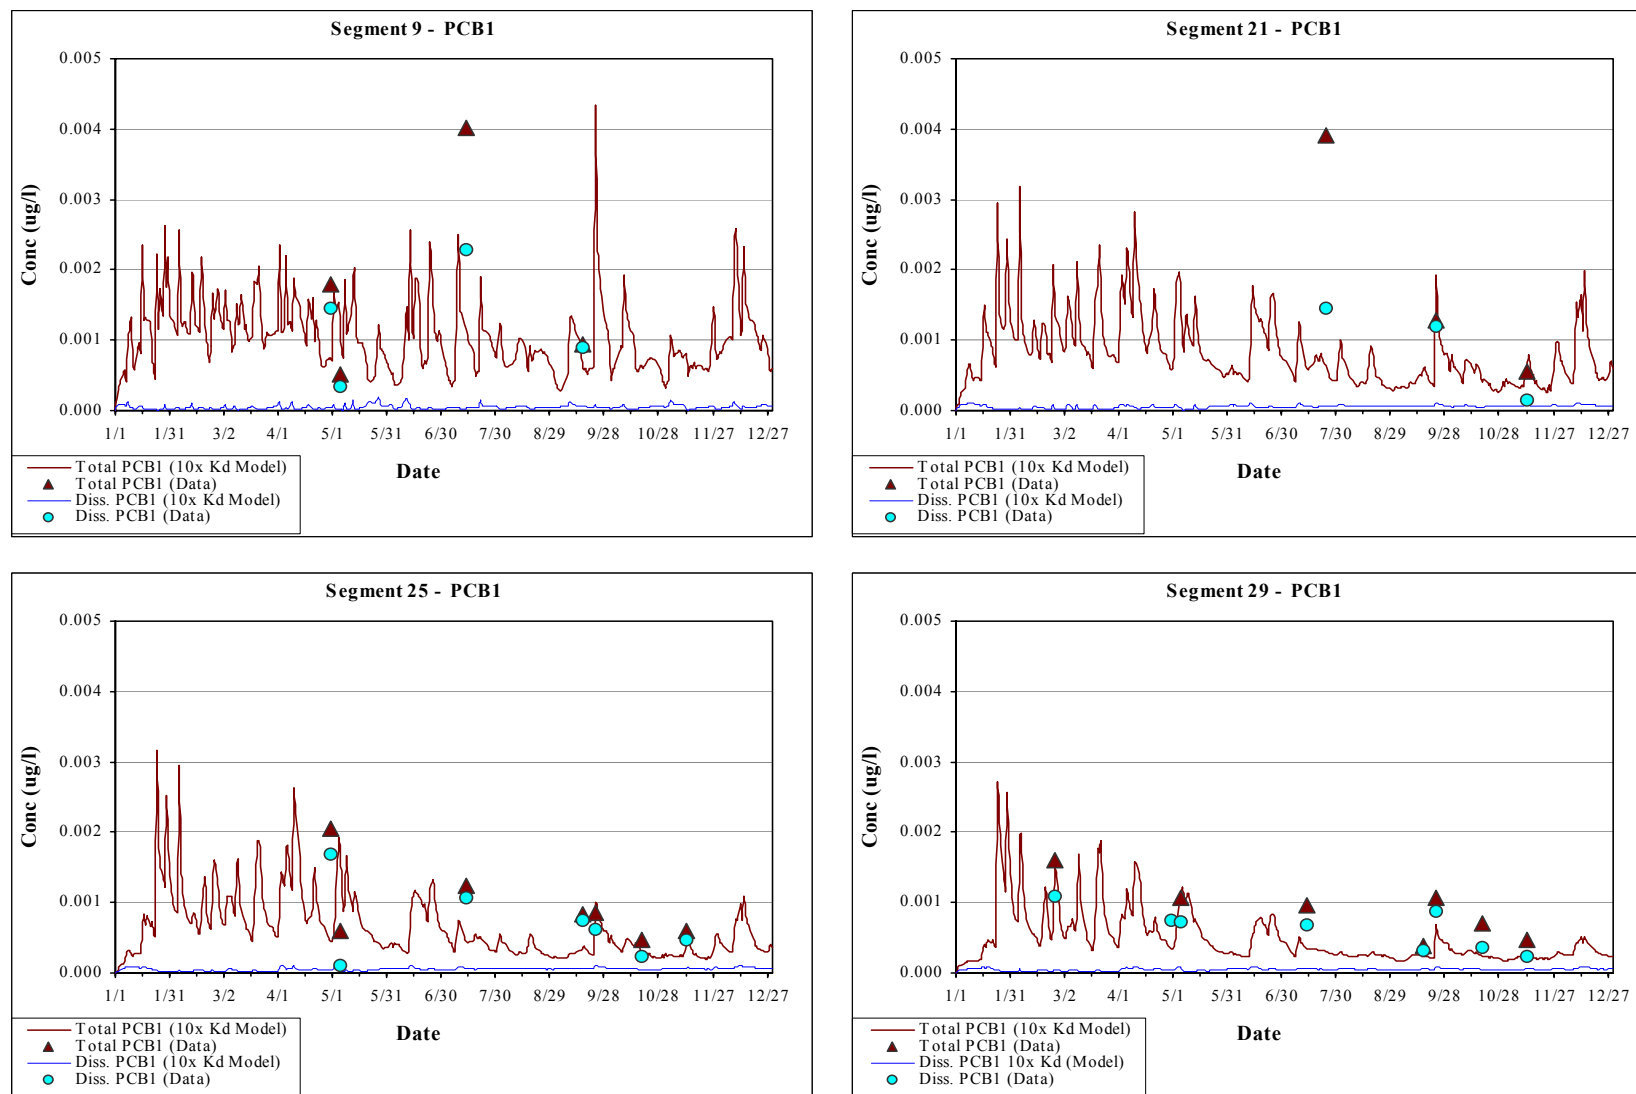 Segment 9 - PCB1
Conc (ug/l)
0.005
0.004
0.003
0.002
0.001
0.000
1/1 1/31 3/2 4/1 5/1 5/31 6/30 7/30 8/29 9/28 10/28 11/27 12/27
Date
Total PCB1 (10x Kd Model)
Total PCB1 (Data)
Diss. PCB1 (10x Kd Model)
Diss. PCB1 (Data)
Segment 21 - PCB1
Conc (ug/l)
0.005
0.004
0.003
0.002
0.001
0.000
1/1 1/31 3/2 4/1 5/1 5/31 6/30 7/30 8/29 9/28 10/28 11/27 12/27
Date
Total PCB1 (10x Kd Model)
Total PCB1 (Data)
Diss. PCB1 (10x Kd Model)
Diss. PCB1 (Data)
Segment 25 - PCB1
Conc (ug/l)
0.005
0.004
0.003
0.002
0.001
0.000
1/1 1/31 3/2 4/1 5/1 5/31 6/30 7/30 8/29 9/28 10/28 11/27 12/27
Date
Total PCB1 (10x Kd Model)
Total PCB1 (Data)
Diss. PCB1 (10x Kd Model)
Diss. PCB1 (Data)
Segment 29 - PCB1
Conc (ug/l)
0.005
0.004
0.003
0.002
0.001
0.000
1/1 1/31 3/2 4/1 5/1 5/31 6/30 7/30 8/29 9/28 10/28 11/27 12/27
Date
Total PCB1 (10x Kd Model)
Total PCB1 (Data)
Diss. PCB1 10x Kd (Model)
Diss. PCB1 (Data)